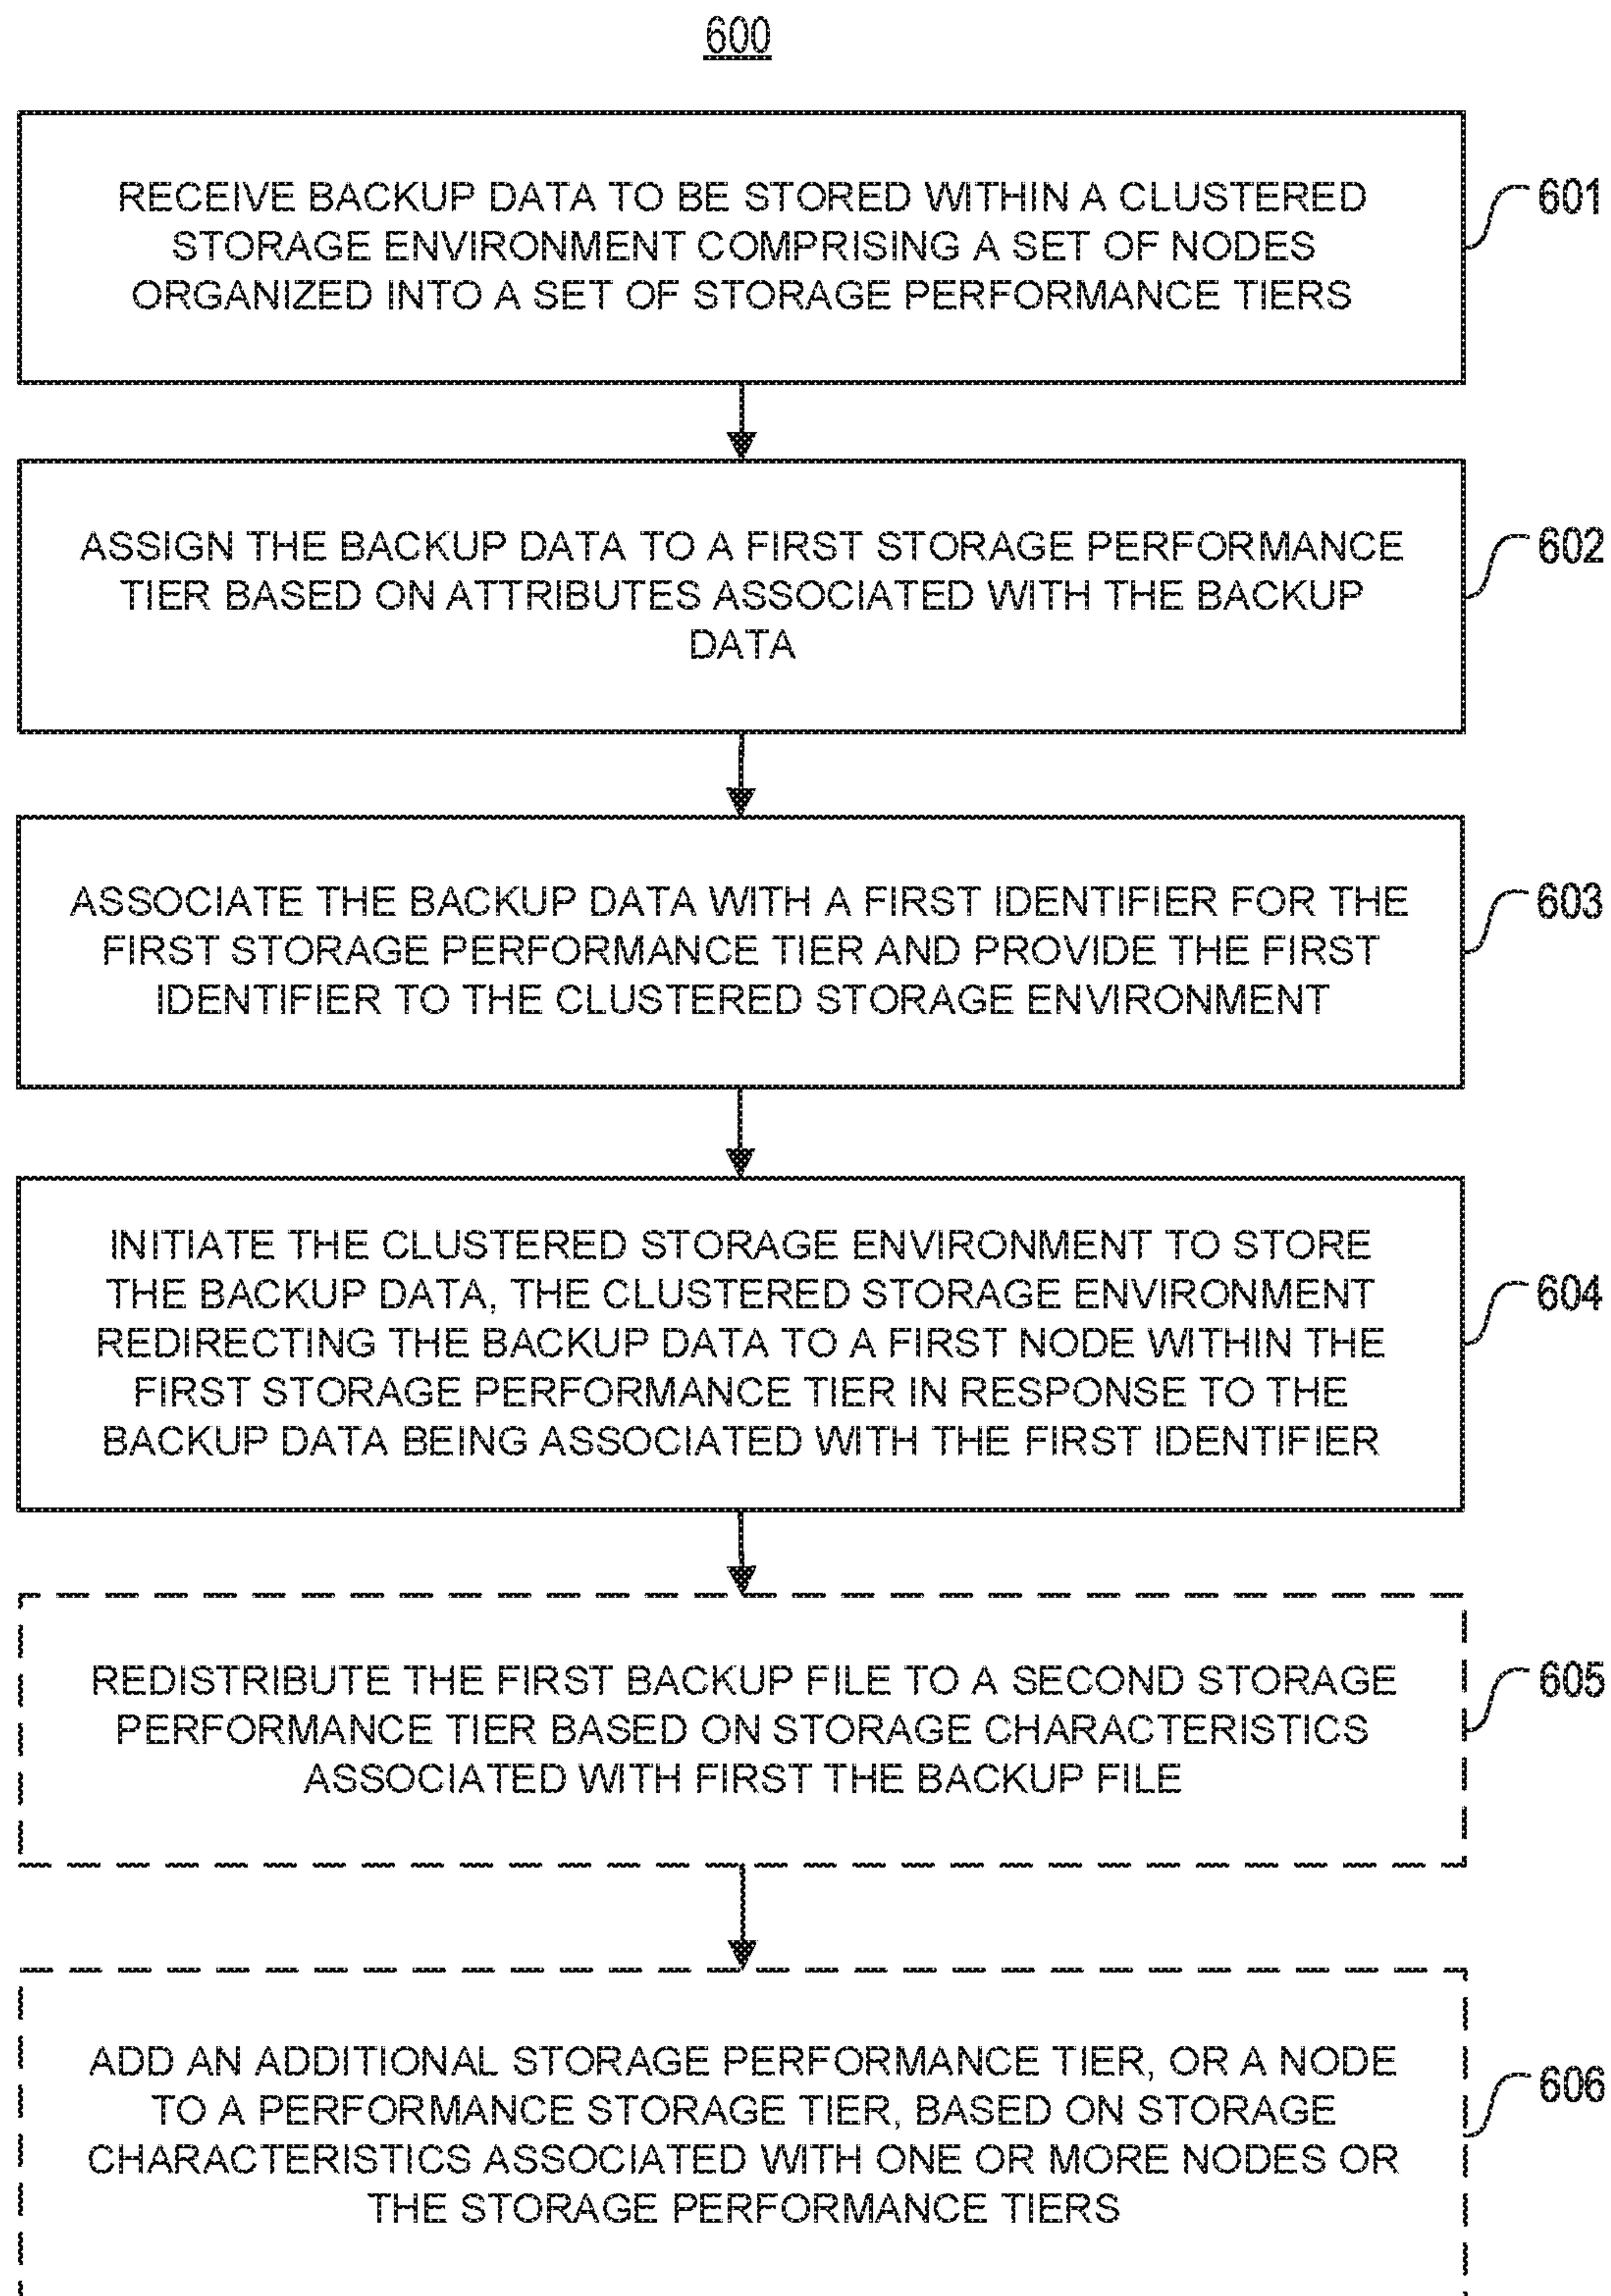 600
RECEIVE BACKUP DATA TO BE STORED WITHIN A CLUSTERED
STORAGE ENVIRONMENT COMPRISING A SET OF NODES
ORGANIZED INTO A SET OF STORAGE PERFORMANCE TIERS
601
ASSIGN THE BACKUP DATA TO A FIRST STORAGE PERFORMANCE
TIER BASED ON ATTRIBUTES ASSOCIATED WITH THE BACKUP
DATA
602
ASSOCIATE THE BACKUP DATA WITH A FIRST IDENTIFIER FOR THE
FIRST STORAGE PERFORMANCE TIER AND PROVIDE THE FIRST
IDENTIFIER TO THE CLUSTERED STORAGE ENVIRONMENT
603
INITIATE THE CLUSTERED STORAGE ENVIRONMENT TO STORE
THE BACKUP DATA, THE CLUSTERED STORAGE ENVIRONMENT
REDIRECTING THE BACKUP DATA TO A FIRST NODE WITHIN THE
FIRST STORAGE PERFORMANCE TIER IN RESPONSE TO THE
BACKUP DATA BEING ASSOCIATED WITH THE FIRST IDENTIFIER
604
REDISTRIBUTE THE FIRST BACKUP FILE TO A SECOND STORAGE
PERFORMANCE TIER BASED ON STORAGE CHARACTERISTICS
ASSOCIATED WITH FIRST THE BACKUP FILE
605
ADD AN ADDITIONAL STORAGE PERFORMANCE TIER, OR A NODE
TO A PERFORMANCE STORAGE TIER, BASED ON STORAGE
CHARACTERISTICS ASSOCIATED WITH ONE OR MORE NODES OR
THE STORAGE PERFORMANCE TIERS
606